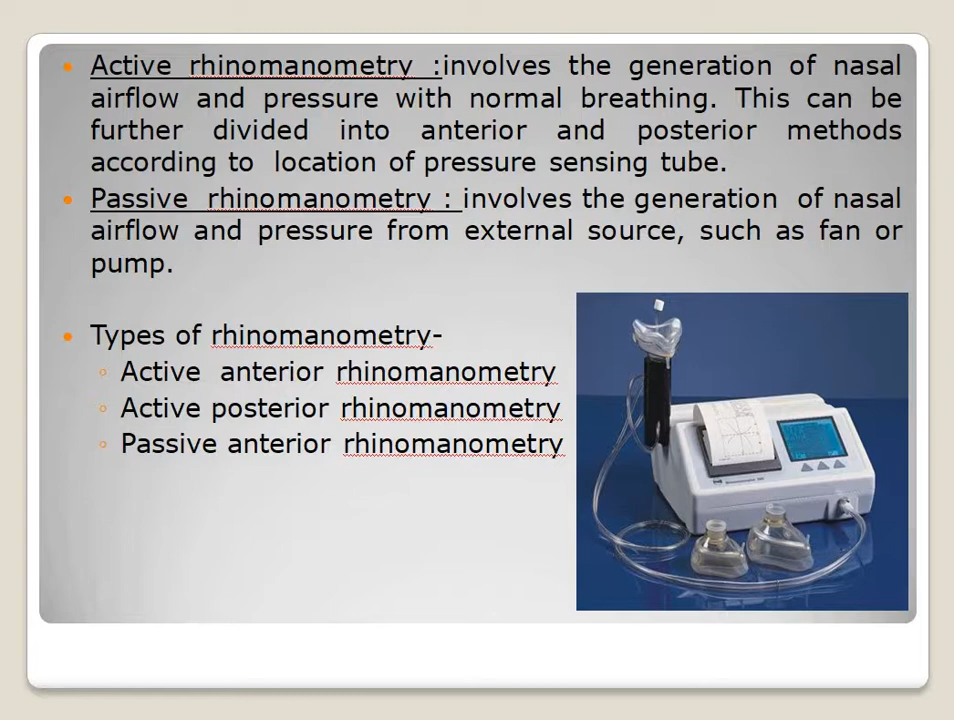 Active rhinomanometry :involves the generation of nasal
airflow and pressure with normal breathing. This can be
further divided into anterior and posterior methods
according to location of pressure sensing tube.
Passive rhinomanometry : involves the generation of nasal
airflow and pressure from external source, such as fan or
pump.
Types of rhinomanometry-
Active anterior rhinomanometry
Active posterior rhinomanometry
Passive anterior rhinomanometry